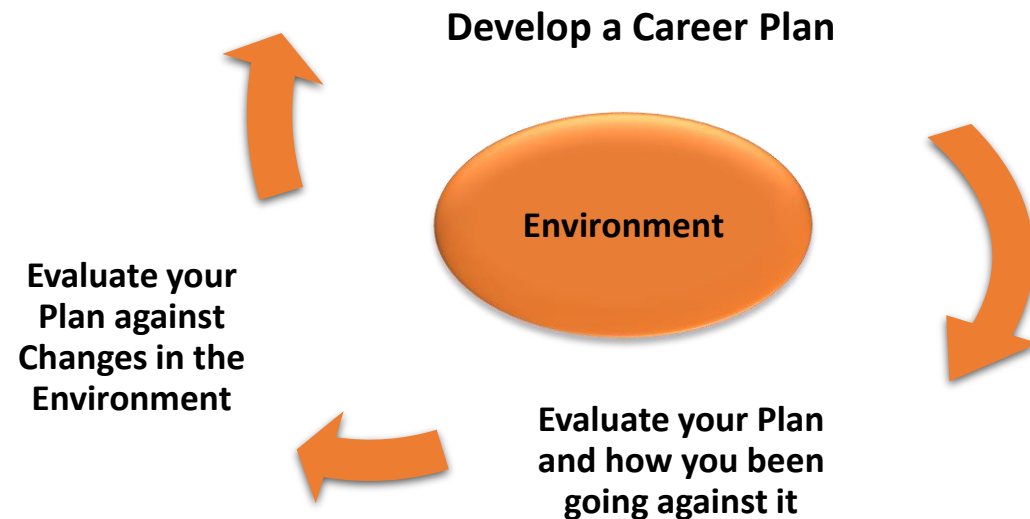 Develop a Career Plan
Environment
Evaluate your Plan
and how you been
going against it
Evaluate your
Plan against
Changes in the
Environment